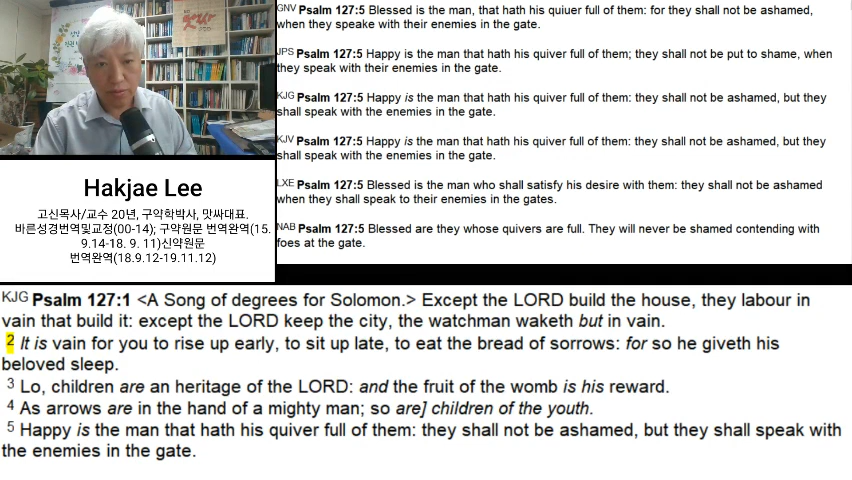 맛싸
GNV Psalm 127:5 Blessed is the man, that hath his quiuer full of them: for they shall not be ashamed,
when they speake with their enemies in the gate.
JPS Psalm 127:5 Happy is the man that hath his quiver full of them; they shall not be put to shame, when
they speak with their enemies in the gate.
KJG Psalm 127:5 Happy is the man that hath his quiver full of them: they shall not be ashamed, but they
shall speak with the enemies in the gate.
KJV Psalm 127:5 Happy is the man that hath his quiver full of them: they shall not be ashamed, but they
shall speak with the enemies in the gate.
LXE Psalm 127:5 Blessed is the man who shall satisfy his desire with them: they shall not be ashamed
when they shall speak to their enemies in the gates.
NAB Psalm 127:5 Blessed are they whose quivers are full. They will never be shamed contending with
foes at the gate.
Hakjae Lee
고신목사/교수 20년, 구약학박사, 맛싸대표.
바른성경번역및교정(00-14); 구약원문 번역완역(15.
9.14-18. 9. 11)신약원문
번역완역(18.9.12-19.11.12)
KJG Psalm 127:1 <A Song of degrees for Solomon.> Except the LORD build the house, they labour in
vain that build it: except the LORD keep the city, the watchman waketh but in vain.
2 It is vain for you to rise up early, to sit up late, to eat the bread of sorrows: for so he giveth his
beloved sleep.
3 Lo, children are an heritage of the LORD: and the fruit of the womb is his reward.
4 As arrows are in the hand of a mighty man; so are] children of the youth.
5 Happy is the man that hath his quiver full of them: they shall not be ashamed, but they shall speak with
the enemies in the gate.